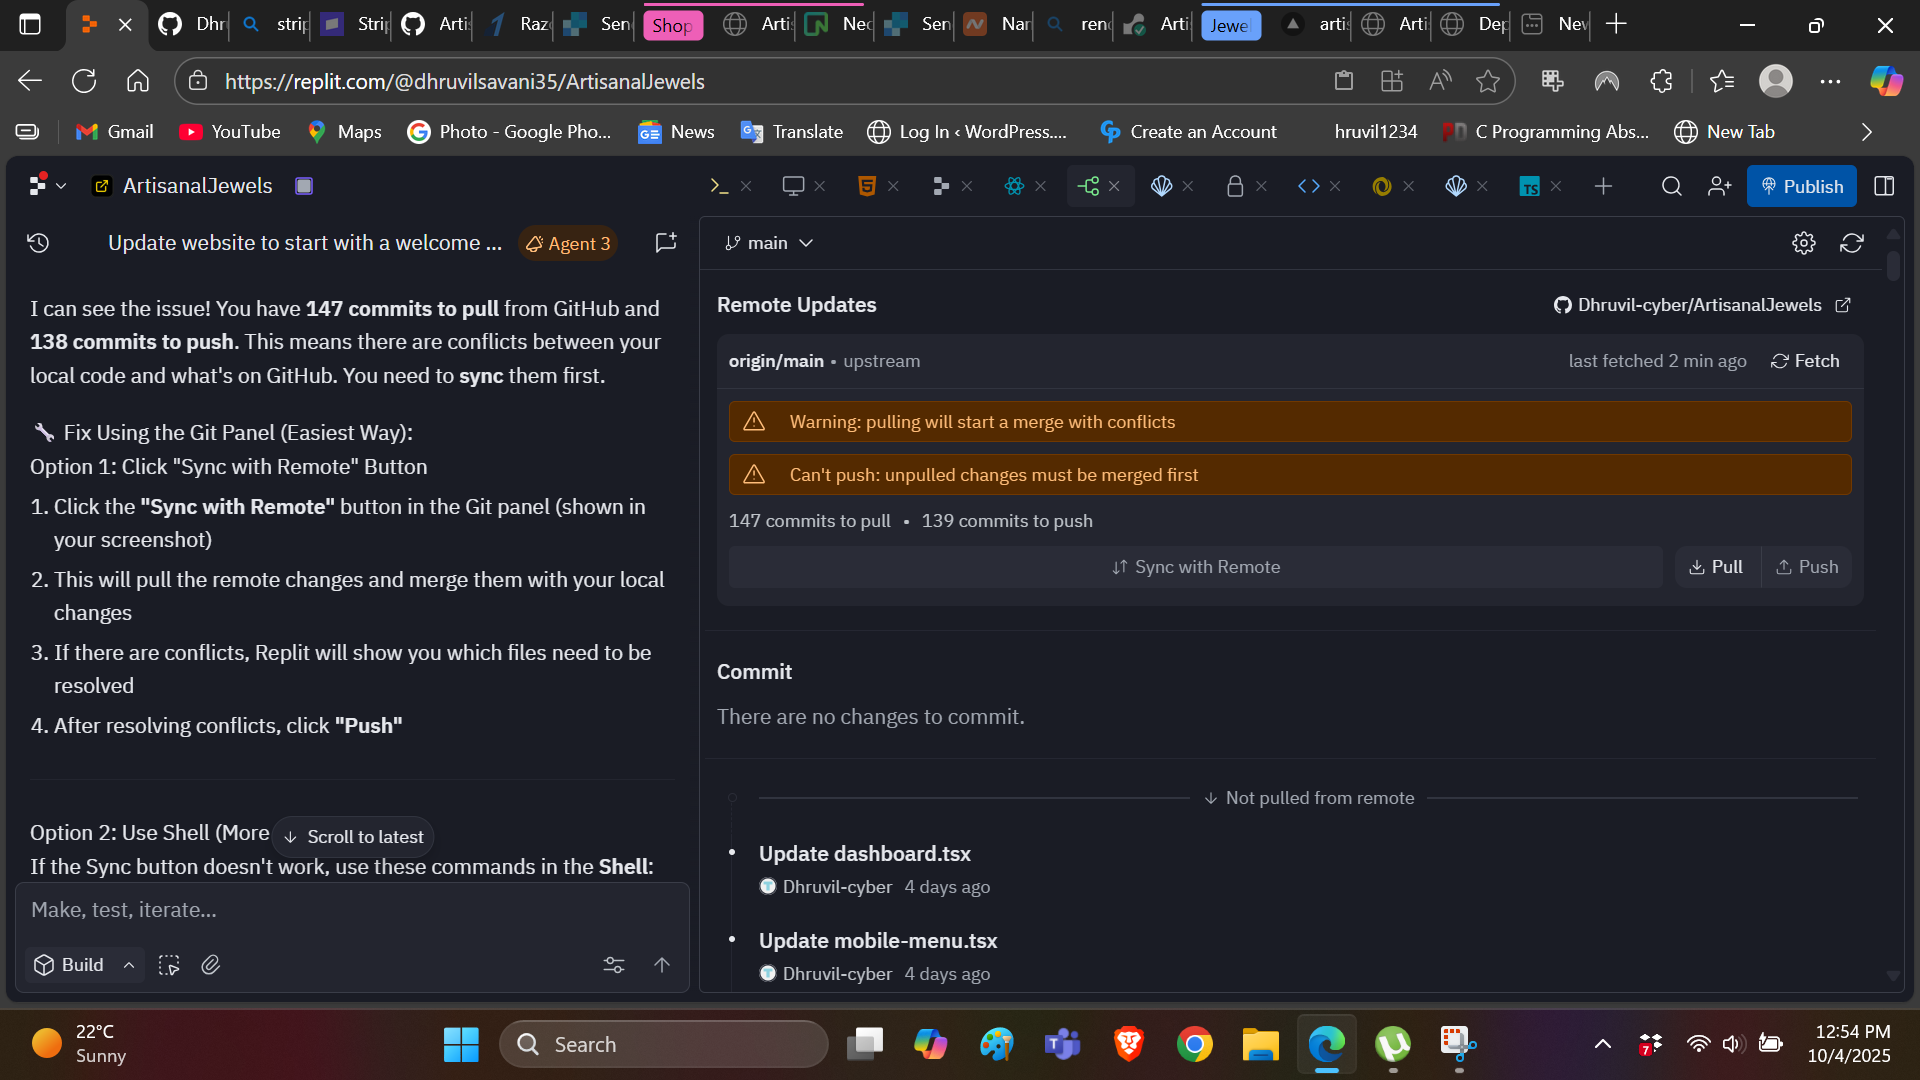 Dhr
strip
Strip
Artis
Razo
Sen
Shop
Artis
Neo
Sen
Nam
rend
Artis
Jewel
artis
Artis
Dep
New
https://replit.com/@dhruvilsavani35/ArtisanalJewels
Gmail
YouTube
Maps
Photo - Google Pho...
News
Translate
Log In ‹ WordPress....
Create an Account
hruvil1234
C Programming Abs...
New Tab
ArtisanalJewels
Publish
Update website to start with a welcome ...
Agent 3
I can see the issue! You have 147 commits to pull from GitHub and
138 commits to push. This means there are conflicts between your
local code and what's on GitHub. You need to sync them first.
🔧 Fix Using the Git Panel (Easiest Way):
Option 1: Click "Sync with Remote" Button
1. Click the "Sync with Remote" button in the Git panel (shown in
your screenshot)
2. This will pull the remote changes and merge them with your local
changes
3. If there are conflicts, Replit will show you which files need to be
resolved
4. After resolving conflicts, click "Push"
Option 2: Use Shell (More
Scroll to latest
If the Sync button doesn't work, use these commands in the Shell:
Make, test, iterate...
Build
main
Remote Updates
Dhruvil-cyber/ArtisanalJewels
origin/main • upstream
last fetched 2 min ago
Fetch
Warning: pulling will start a merge with conflicts
Can't push: unpulled changes must be merged first
147 commits to pull • 139 commits to push
Sync with Remote
Pull
Push
Commit
There are no changes to commit.
Not pulled from remote
Update dashboard.tsx
Dhruvil-cyber 4 days ago
Update mobile-menu.tsx
Dhruvil-cyber 4 days ago
22°C
Sunny
Search
7
12:54 PM
10/4/2025